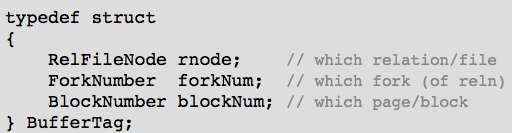 typedef struct
{
    RelFileNode rnode;     // which relation/file
    ForkNumber  forkNum;  // which fork (of reln)
    BlockNumber blockNum; // which page/block
} BufferTag;